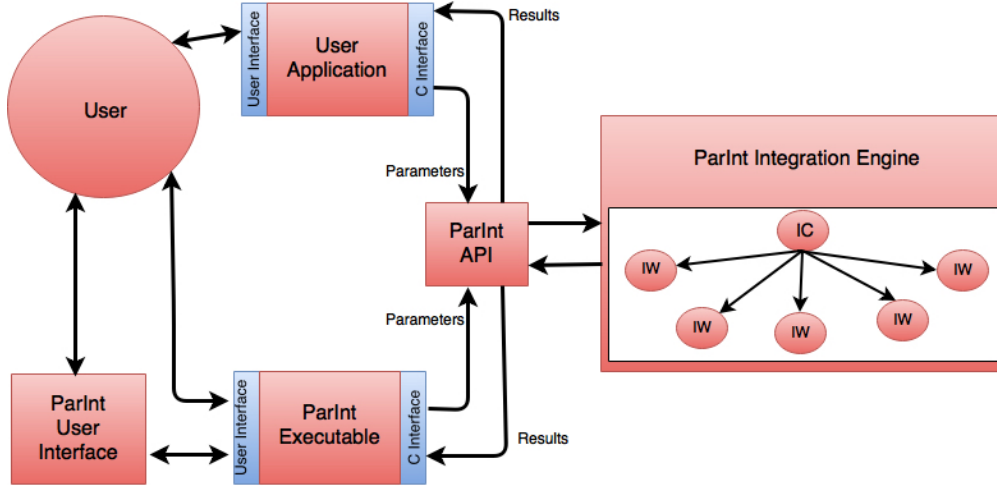 Results
User Interface
User
Application
C Interface
User
ParInt Integration Engine
Parameters
IC
ParInt
API
IW
IW
IW
IW
IW
Parameters
ParInt
User
Interface
User Interface
ParInt
Executable
C Interface
Results